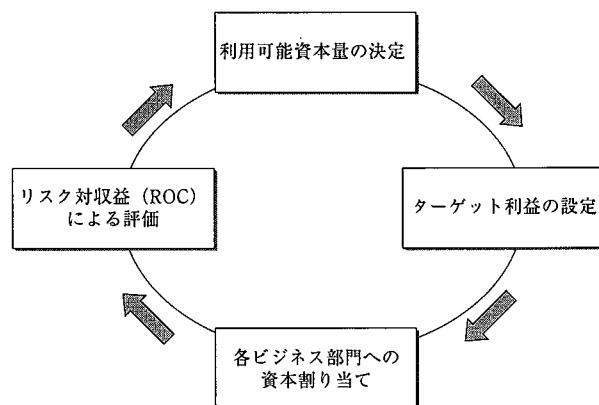 利用可能資本量の決定
ターゲット利益の設定
各ビジネス部門への
資本割り当て
リスク対収益（ROC）
による評価